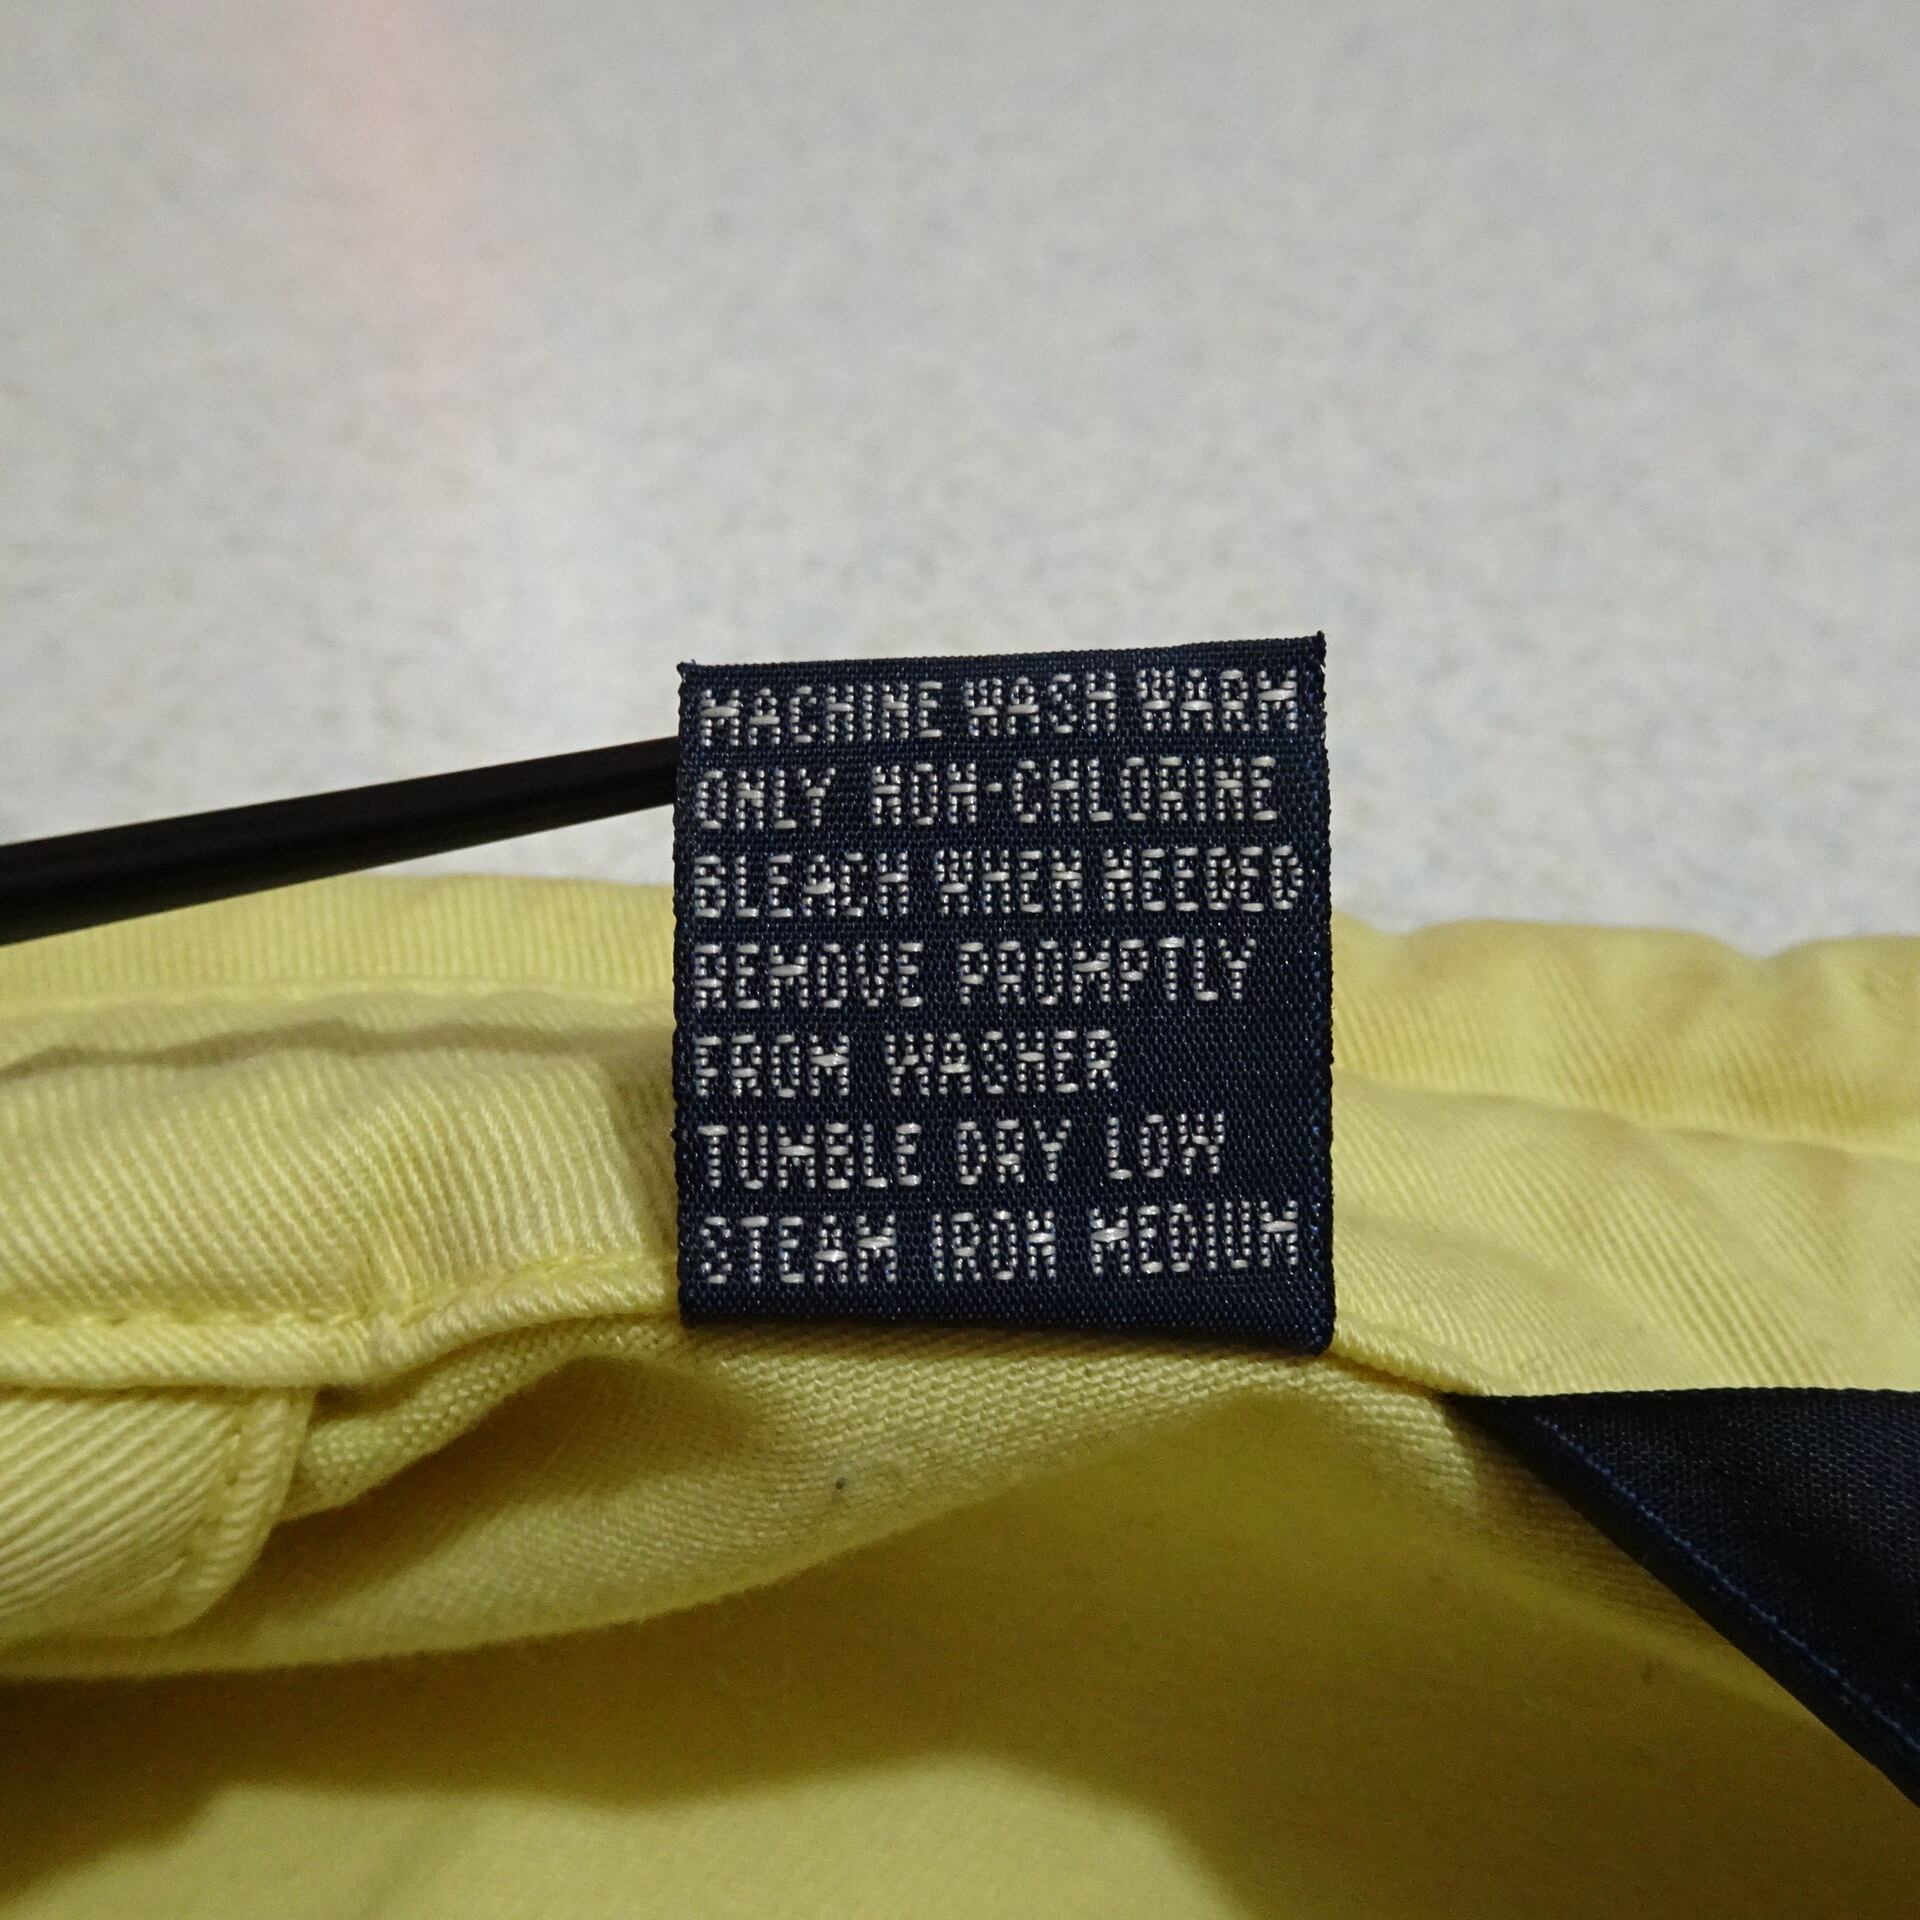 MACHINE WASH WARM
ONLY NON-CHLORINE
BLEACH WHEN NEEDED
REMOVE PROMPTLY
FROM WASHER
TUMBLE DRY LOW
STEAM IRON MEDIUM